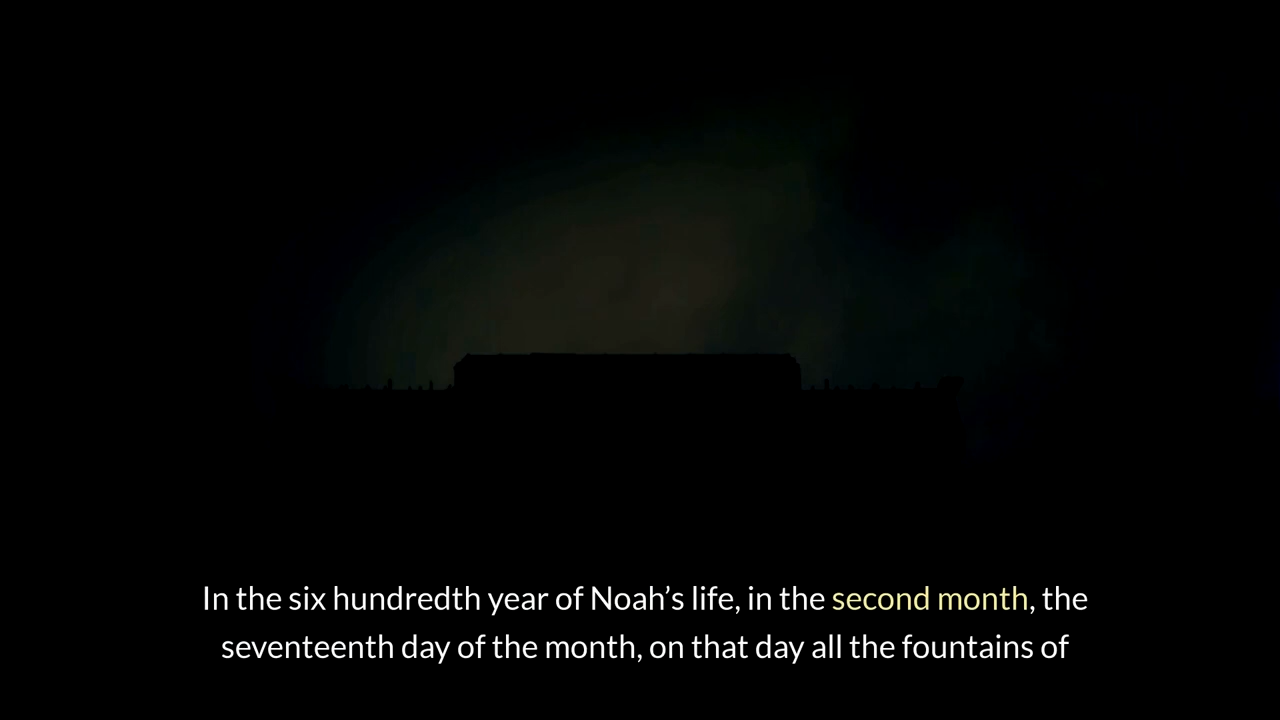 In the six hundredth year of Noah’s life, in the second month, the
seventeenth day of the month, on that day all the fountains of